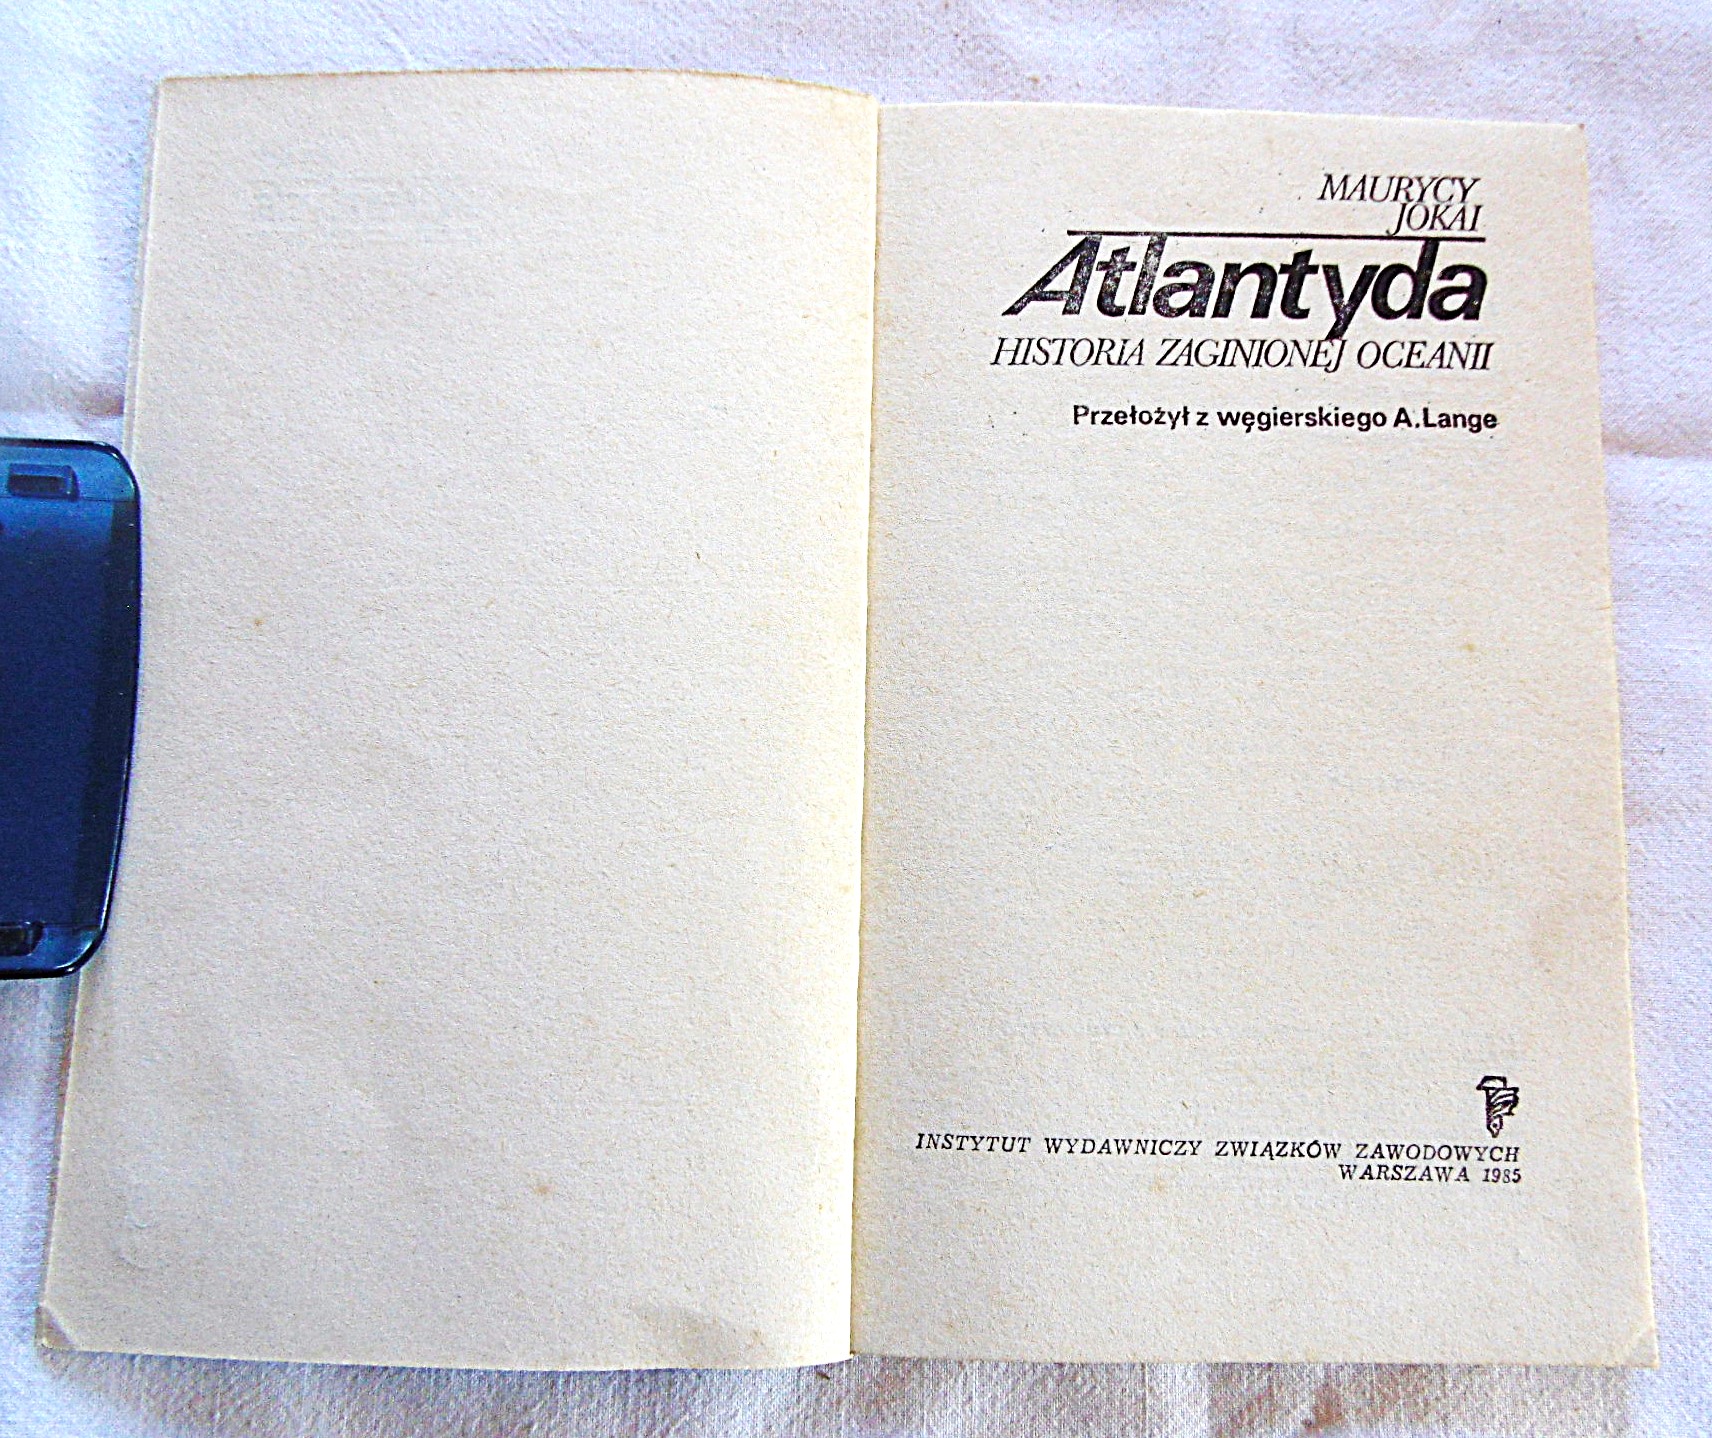 MAURYCY
JOKAI
Atlantyda
HISTORIA ZAGINIONEJ OCEANII
Przełożył z węgierskiego A. Lange
INSTYTUT WYDAWNICZY ZWIĄZKÓW ZAWODOWYCH
WARSZAWA 1985